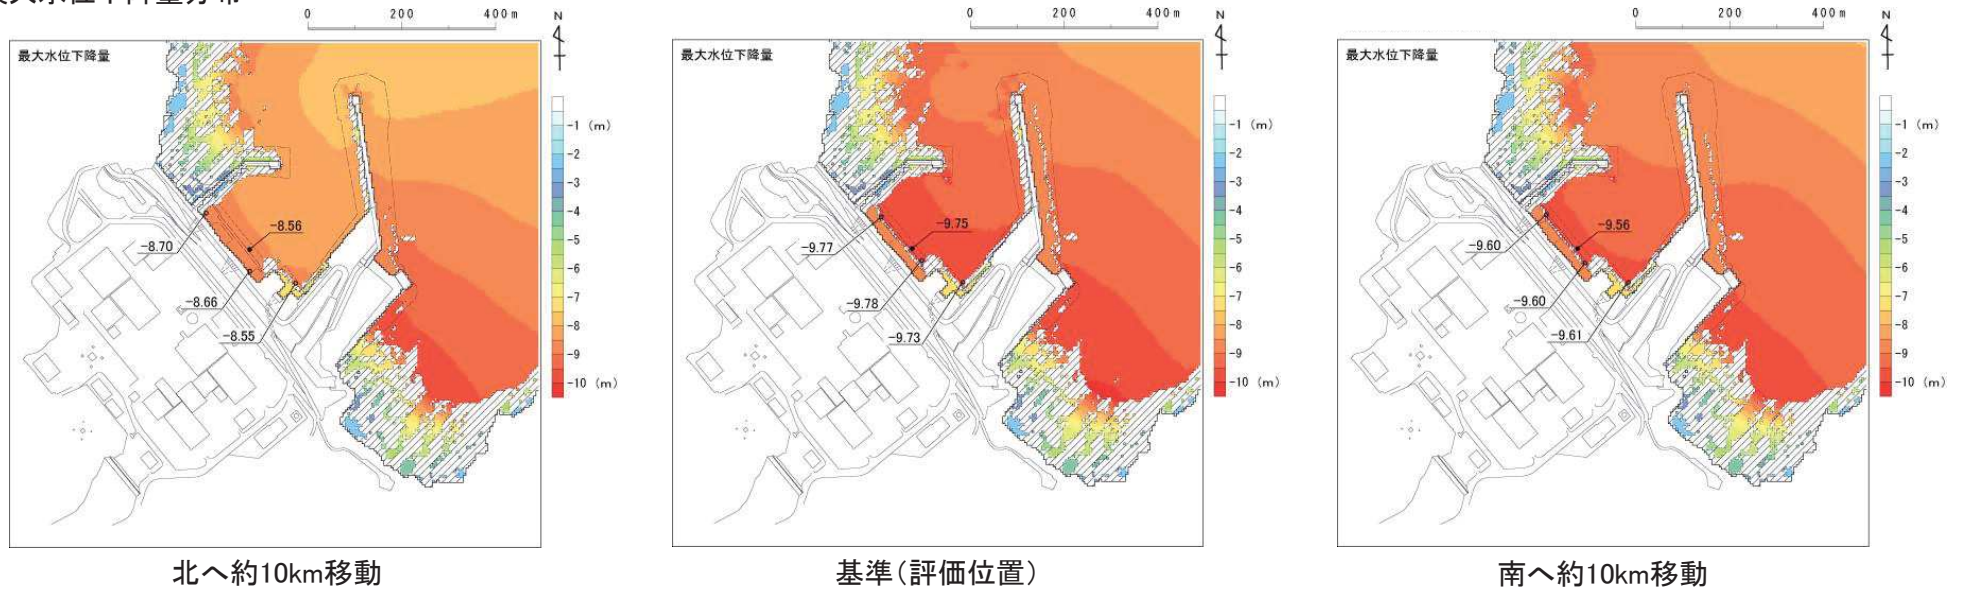 最大水位下降量分布
0 200 400m
N
最大水位下降量
-1 (m)
-2
-3
-4
-5
-6
-7
-8
-9
-10 (m)
-8.56
-8.70
-8.66
-8.55
北へ約10km移動
0 200 400m
N
最大水位下降量
-1 (m)
-2
-3
-4
-5
-6
-7
-8
-9
-10 (m)
-9.75
-9.77
-9.78
-9.73
基準(評価位置)
0 200 400m
N
最大水位下降量
-1 (m)
-2
-3
-4
-5
-6
-7
-8
-9
-10 (m)
-9.56
-9.60
-9.60
-9.61
南へ約10km移動